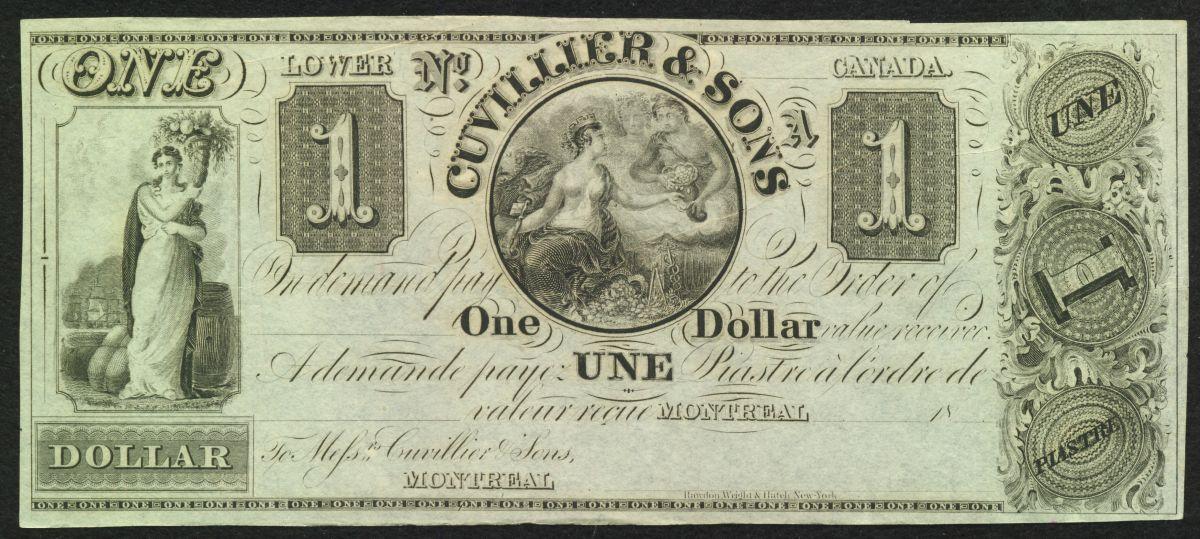 ONE
LOWER Nº CUVILLIER & SONS A CANADA.
1 1
On demand pay to the Order of
One Dollar value received.
A demande payez UNE Piastre à l'ordre de
valeur reçue MONTREAL 18
To Messrs. Cuvillier & Sons,
MONTREAL
DOLLAR
Rawdon, Wright & Hatch, New-York
UNE
1
PIASTRE